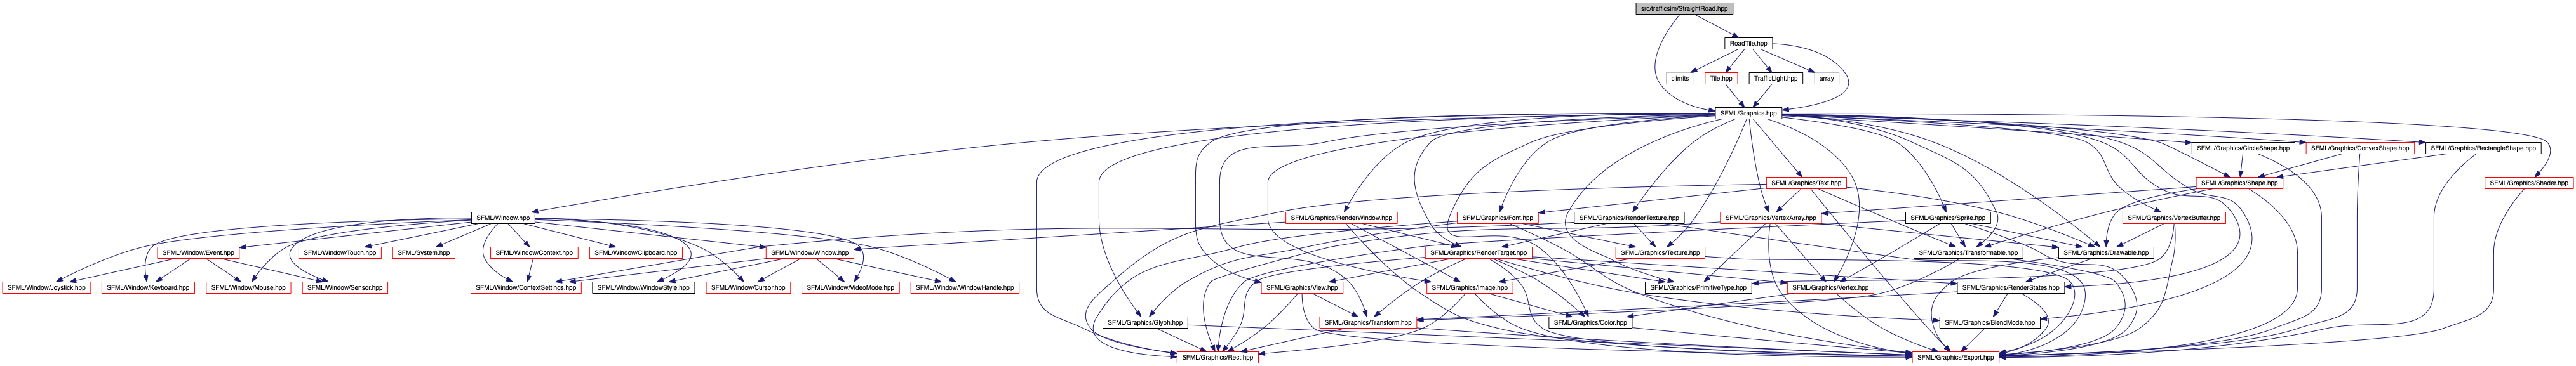 src/trafficsim/StraightRoad.hpp
RoadTile.hpp
climits
Tile.hpp
TrafficLight.hpp
array
SFML/Graphics.hpp
SFML/Graphics/CircleShape.hpp
SFML/Graphics/ConvexShape.hpp
SFML/Graphics/RectangleShape.hpp
SFML/Graphics/Text.hpp
SFML/Graphics/Shape.hpp
SFML/Graphics/Shader.hpp
SFML/Window.hpp
SFML/Graphics/RenderWindow.hpp
SFML/Graphics/Font.hpp
SFML/Graphics/RenderTexture.hpp
SFML/Graphics/VertexArray.hpp
SFML/Graphics/Sprite.hpp
SFML/Graphics/VertexBuffer.hpp
SFML/Window/Event.hpp
SFML/Window/Touch.hpp
SFML/System.hpp
SFML/Window/Context.hpp
SFML/Window/Clipboard.hpp
SFML/Window/Window.hpp
SFML/Graphics/RenderTarget.hpp
SFML/Graphics/Texture.hpp
SFML/Graphics/Transformable.hpp
SFML/Graphics/Drawable.hpp
SFML/Window/Joystick.hpp
SFML/Window/Keyboard.hpp
SFML/Window/Mouse.hpp
SFML/Window/Sensor.hpp
SFML/Window/ContextSettings.hpp
SFML/Window/WindowStyle.hpp
SFML/Window/Cursor.hpp
SFML/Window/VideoMode.hpp
SFML/Window/WindowHandle.hpp
SFML/Graphics/View.hpp
SFML/Graphics/Image.hpp
SFML/Graphics/PrimitiveType.hpp
SFML/Graphics/Vertex.hpp
SFML/Graphics/RenderStates.hpp
SFML/Graphics/Glyph.hpp
SFML/Graphics/Transform.hpp
SFML/Graphics/Color.hpp
SFML/Graphics/BlendMode.hpp
SFML/Graphics/Rect.hpp
SFML/Graphics/Export.hpp